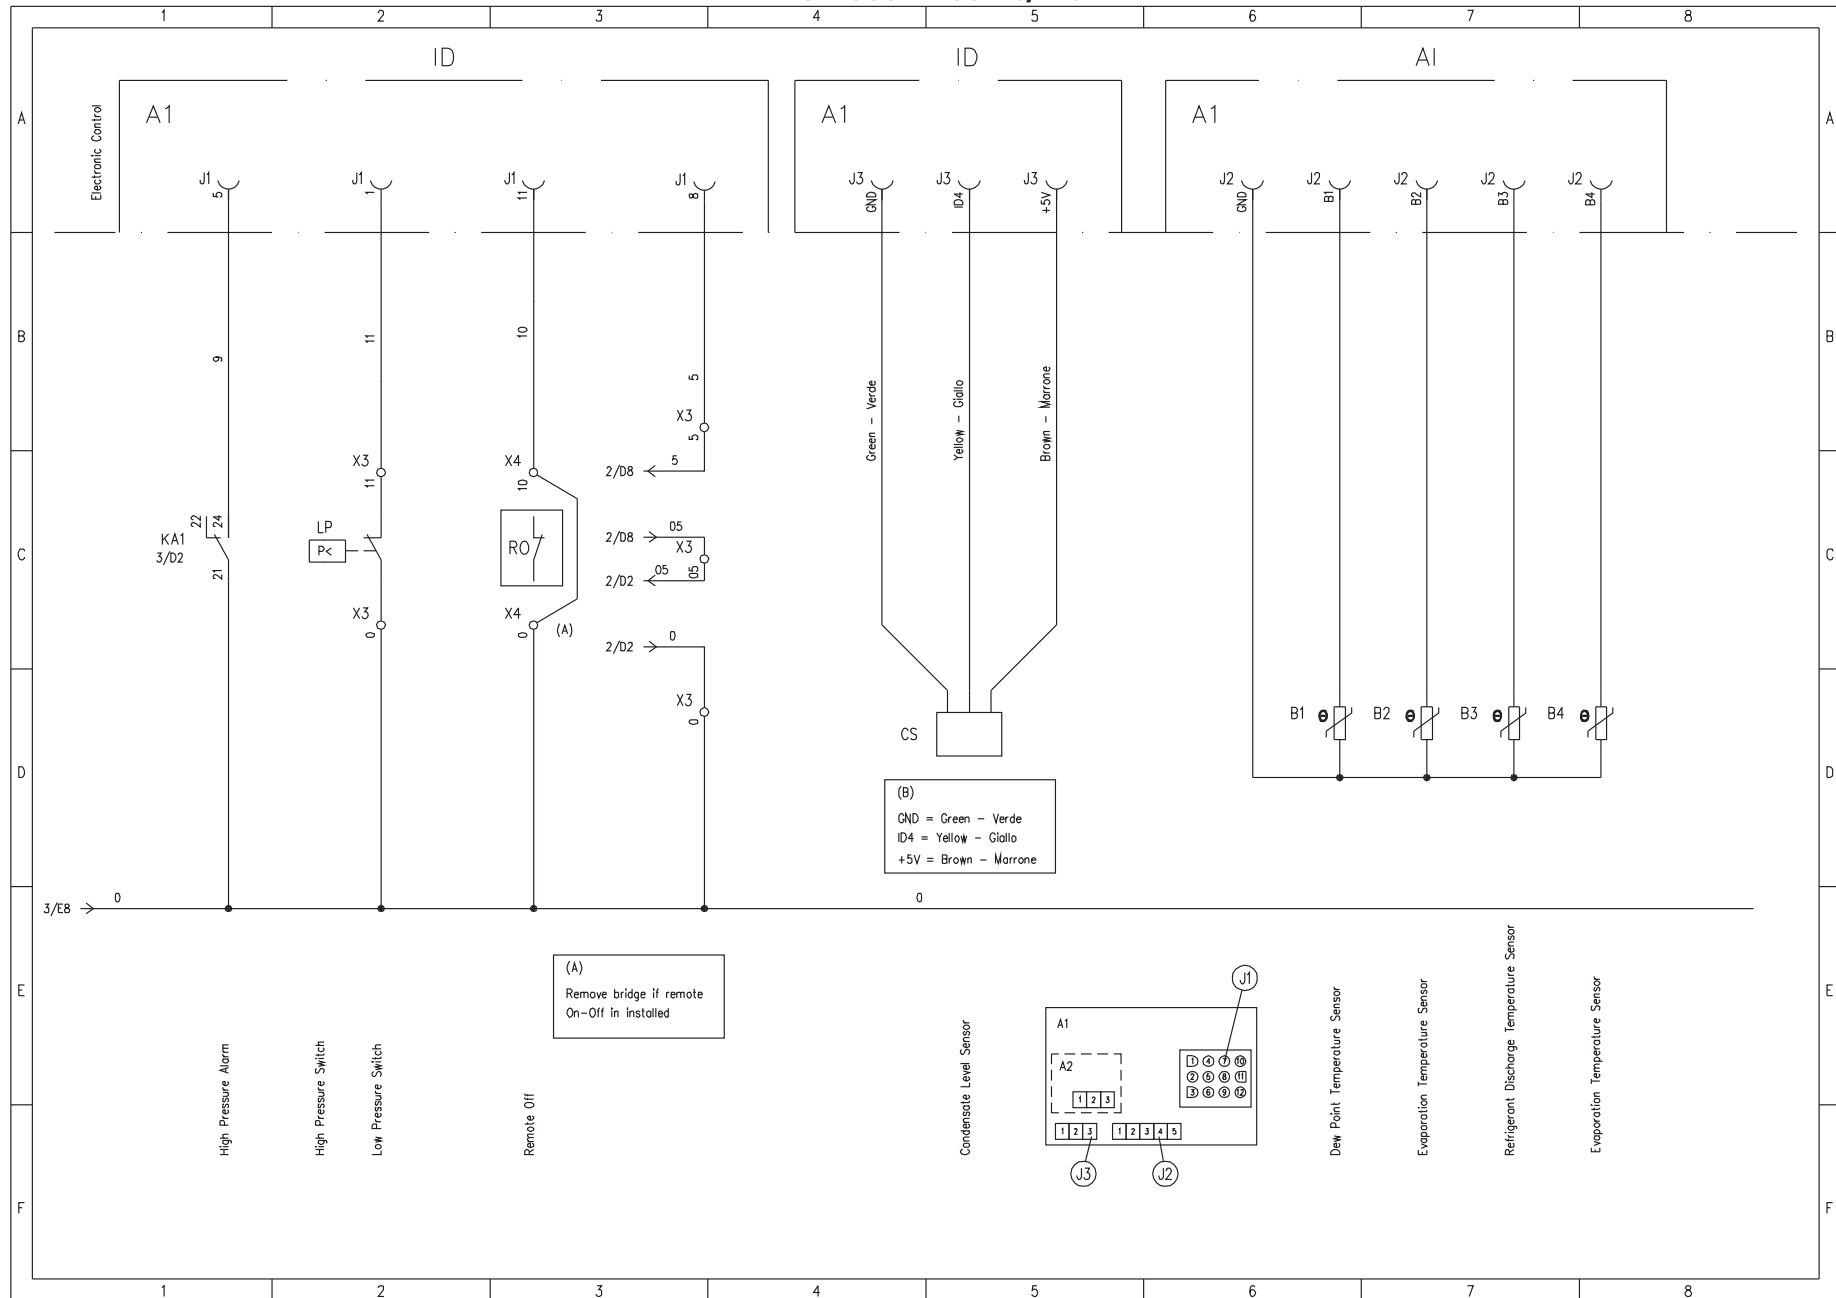 1 2 3 4 5 6 7 8
ID ID AI
A A
Electronic Control
A1 A1 A1
J1 J1 J1 J1 J3 J3 J3 J2 J2 J2 J2 J2
5 1 11 8 GND ID4 +5V GND B1 B2 B3 B4
B B
9 11 10 5
X3
5
Green - Verde
Yellow - Giallo
Brown - Marrone
X3 X4 2/D8 5
11 10
C C
22 24
KA1
3/D2
21
LP
P<
RO
2/D8 05
X3
2/D2 05 05
X3 X4
0 0 (A)
2/D2 0
X3
0
CS
B1 Θ B2 Θ B3 Θ B4 Θ
D D
(B)
GND = Green - Verde
ID4 = Yellow - Giallo
+5V = Brown - Marrone
3/E8 0 0
E E
(A)
Remove bridge if remote
On-Off in installed
High Pressure Alarm
High Pressure Switch
Low Pressure Switch
Remote Off
Condensate Level Sensor
J1
A1
A2
1 4 7 10
2 5 8 11
3 6 9 12
1 2 3
1 2 3 1 2 3 4 5
J3 J2
Dew Point Temperature Sensor
Evaporation Temperature Sensor
Refrigerant Discharge Temperature Sensor
Evaporation Temperature Sensor
F F
1 2 3 4 5 6 7 8